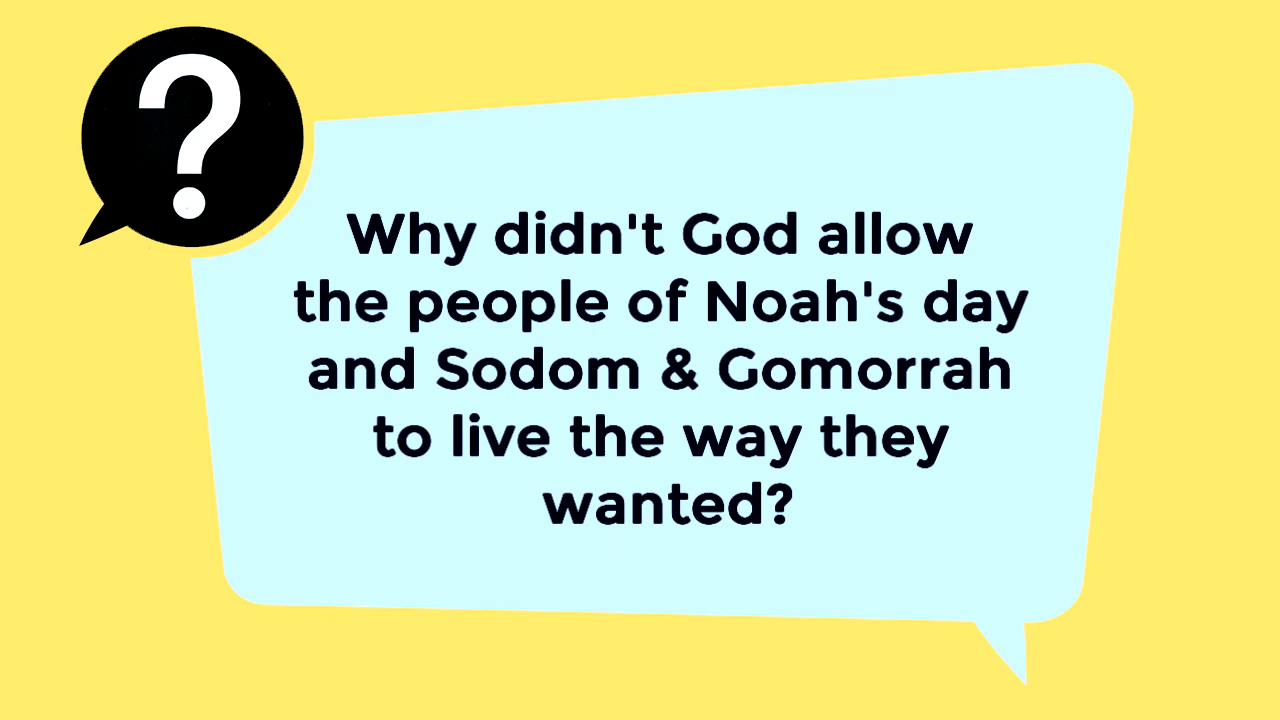 ?
Why didn't God allow
the people of Noah's day
and Sodom & Gomorrah
to live the way they
wanted?